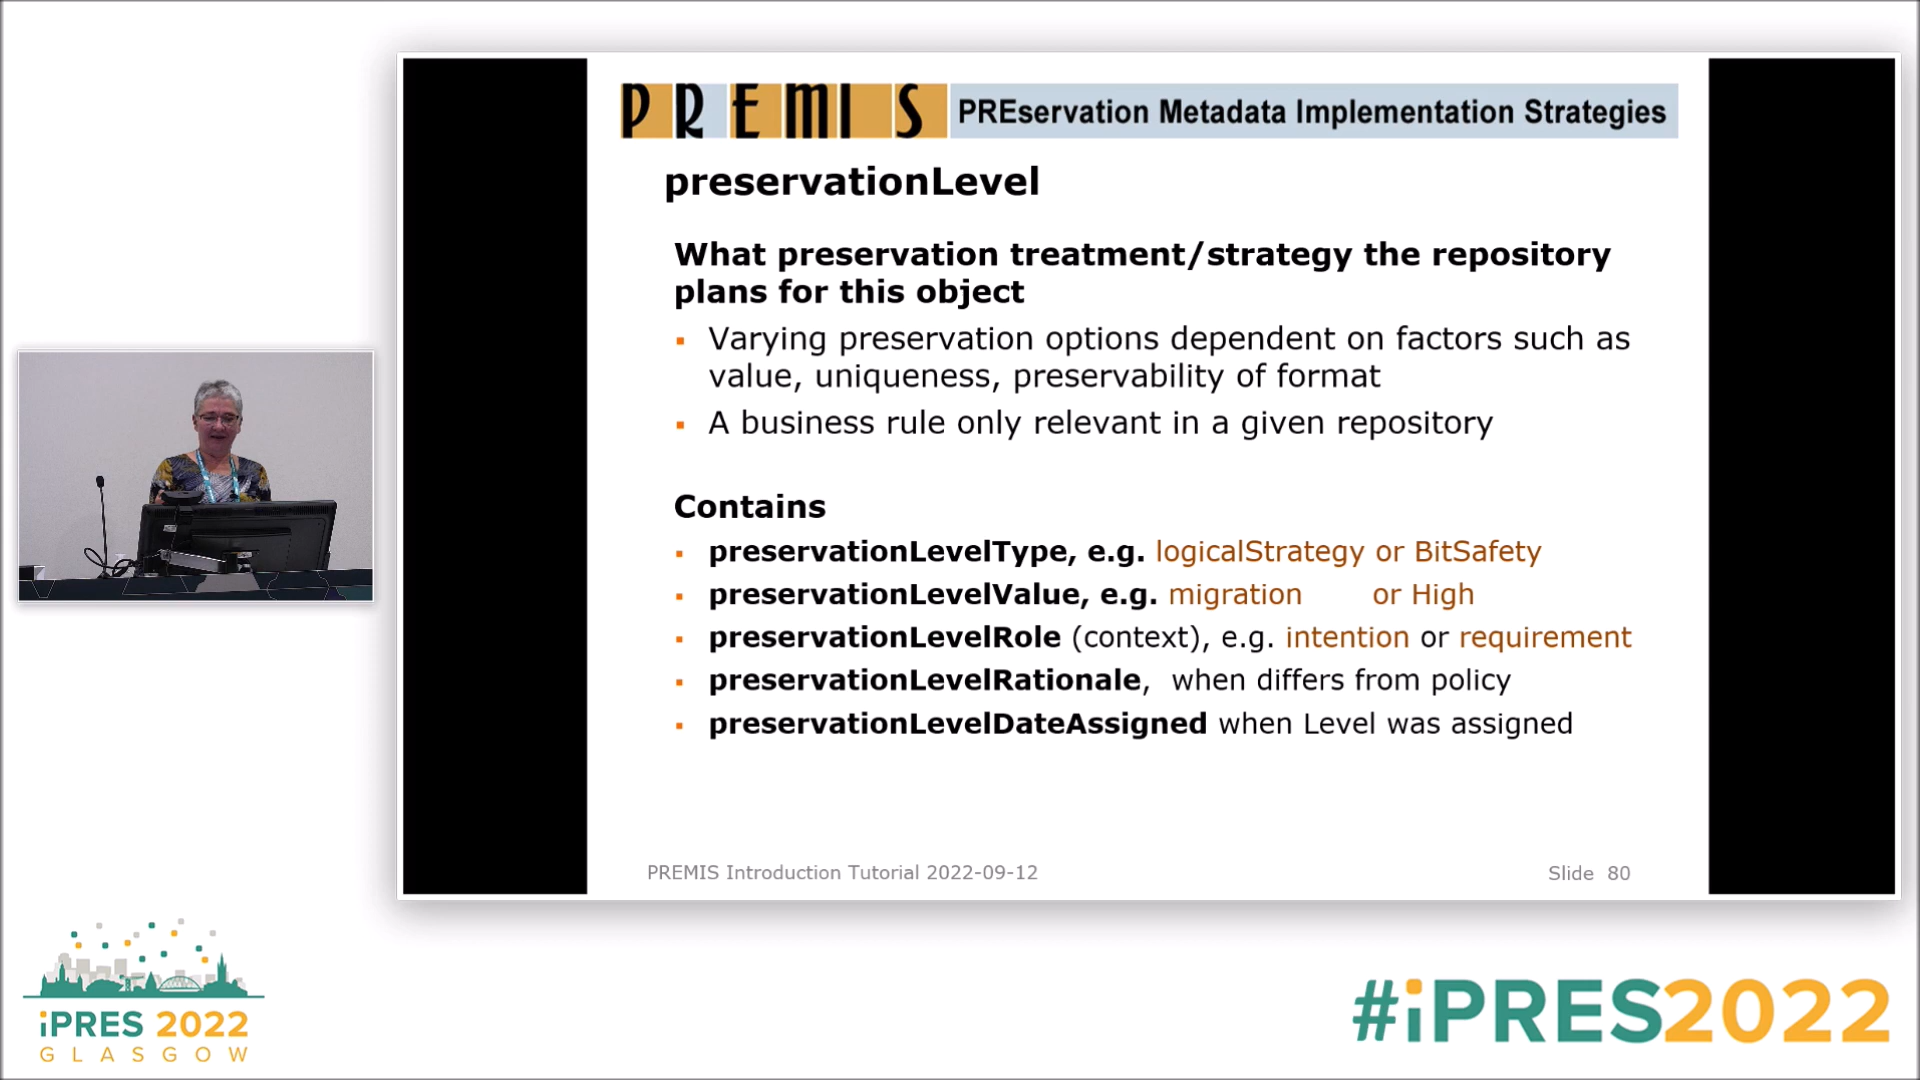 PREMIS PREservation Metadata Implementation Strategies
preservationLevel
What preservation treatment/strategy the repository
plans for this object
▪ Varying preservation options dependent on factors such as
value, uniqueness, preservability of format
▪ A business rule only relevant in a given repository
Contains
▪ preservationLevelType, e.g. logicalStrategy or BitSafety
▪ preservationLevelValue, e.g. migration or High
▪ preservationLevelRole (context), e.g. intention or requirement
▪ preservationLevelRationale, when differs from policy
▪ preservationLevelDateAssigned when Level was assigned
PREMIS Introduction Tutorial 2022-09-12 Slide 80
iPRES 2022
GLASGOW
#iPRES2022